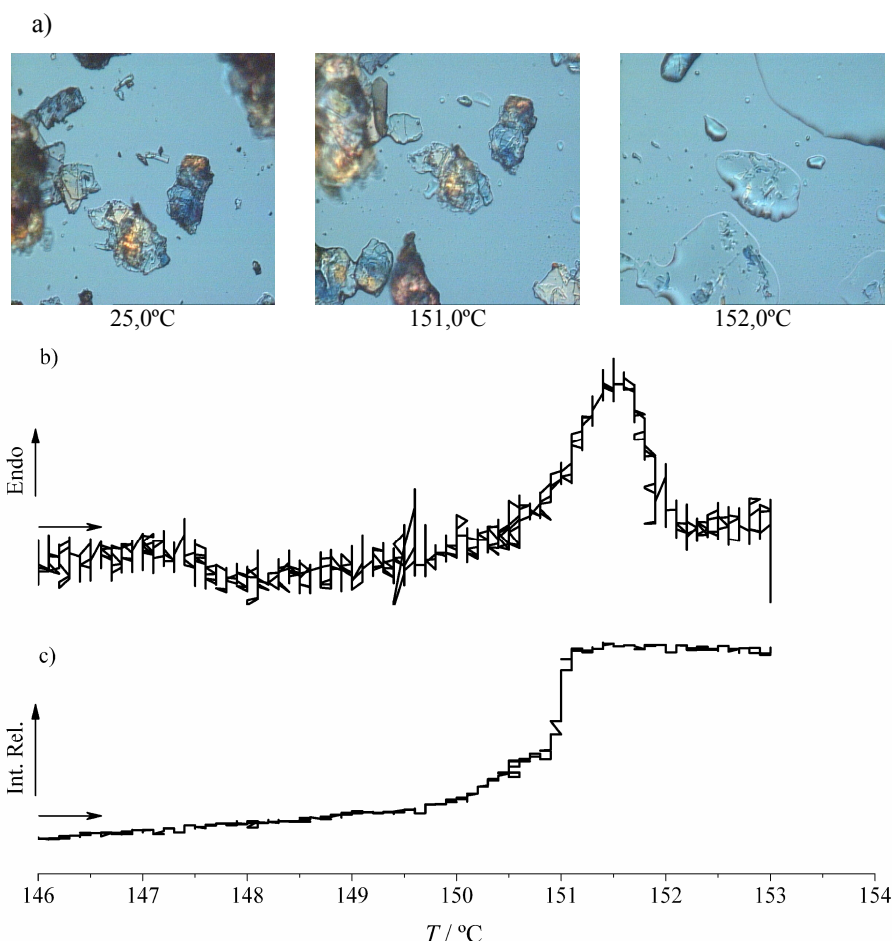 a)
25,0ºC
151,0ºC
152,0ºC
b)
Endo
c)
Int. Rel.
146 147 148 149 150 151 152 153 154
T / ºC